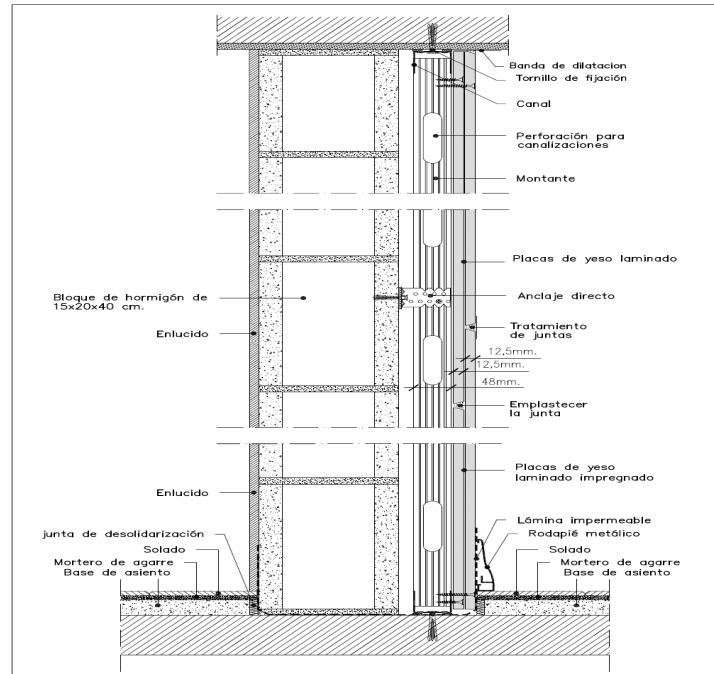 Banda de dilatacion
Tornillo de fijación
Canal
Perforación para
canalizaciones
Montante
Placas de yeso laminado
Bloque de hormigón de
15x20x40 cm.
Anclaje directo
Enlucido
Tratamiento
de juntas
12,5mm.
12,5mm.
48mm.
Emplastecer
la junta
Placas de yeso
laminado impregnado
Enlucido
Lámina impermeable
junta de desolidarización
Rodapié metálico
Solado
Solado
Mortero de agarre
Mortero de agarre
Base de asiento
Base de asiento